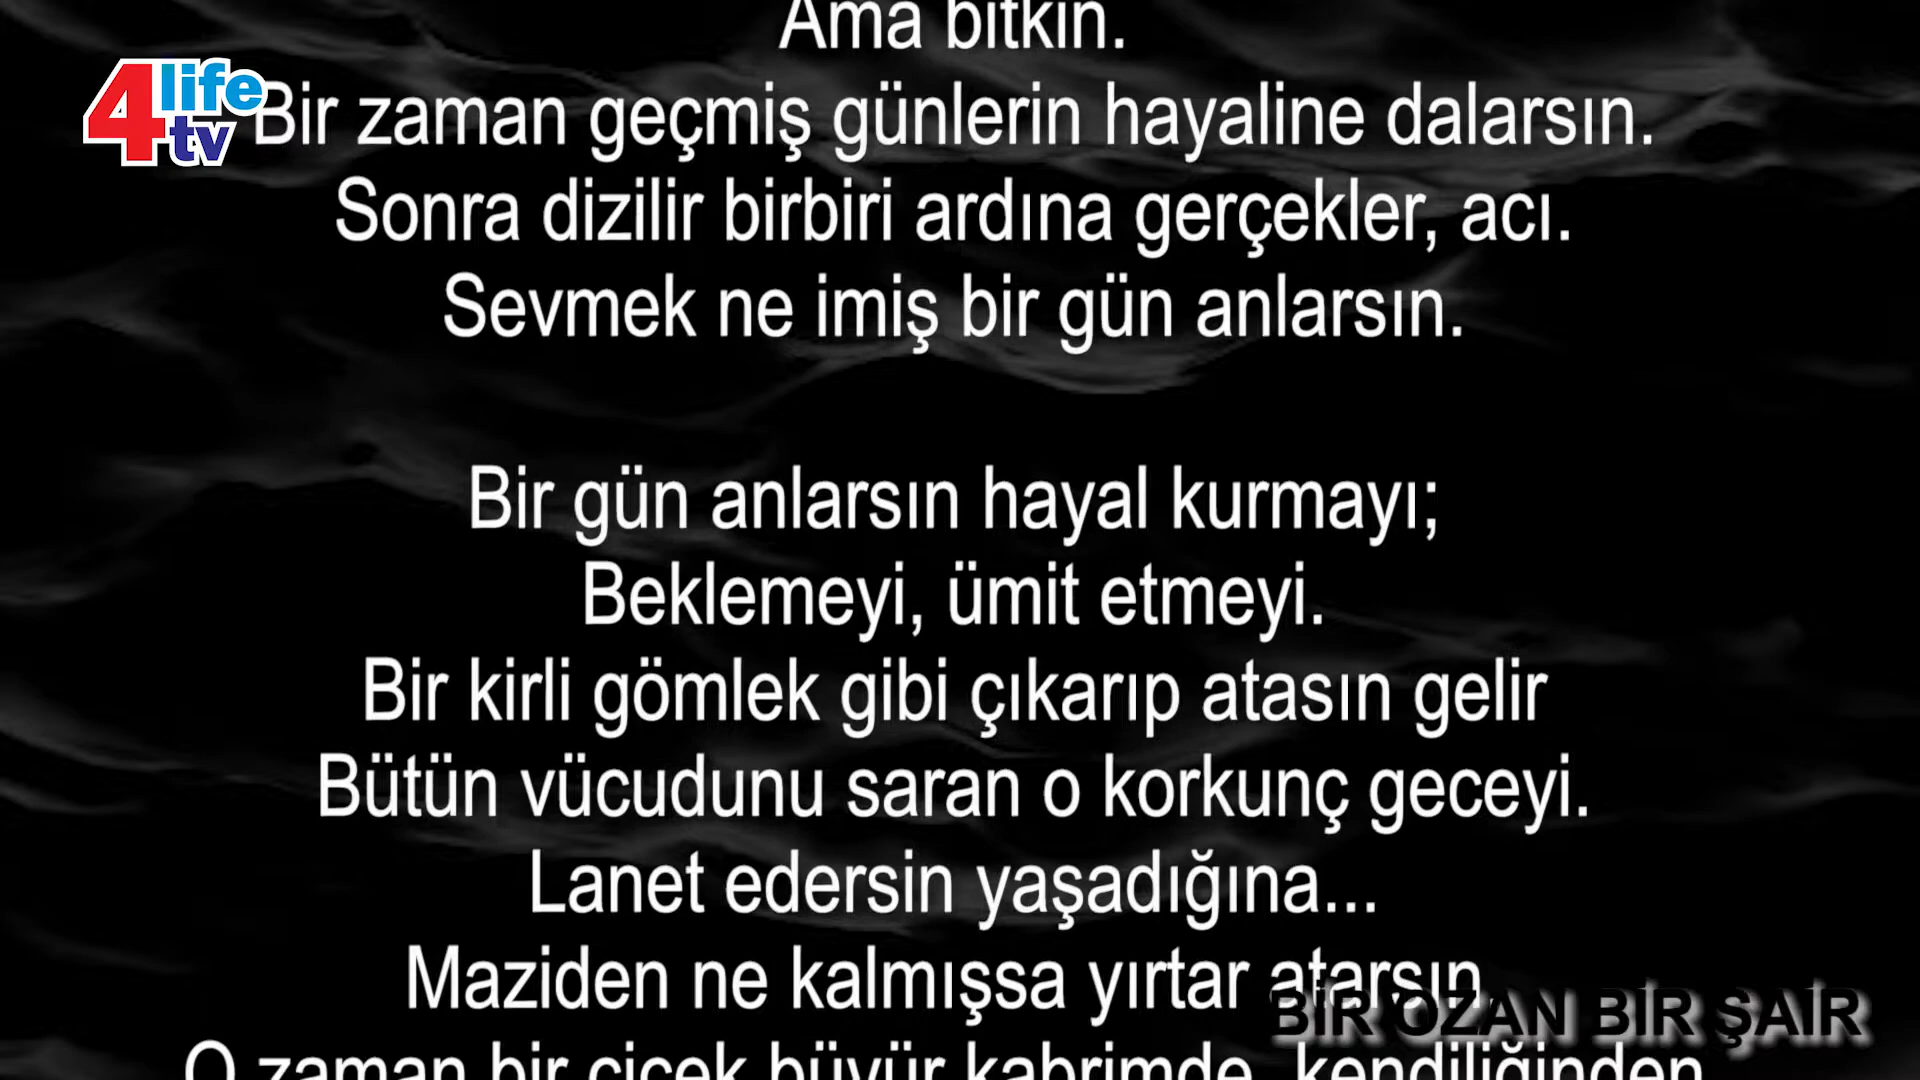 Ama bitkin.
4 life tv
Bir zaman geçmiş günlerin hayaline dalarsın.
Sonra dizilir birbiri ardına gerçekler, acı.
Sevmek ne imiş bir gün anlarsın.
Bir gün anlarsın hayal kurmayı;
Beklemeyi, ümit etmeyi.
Bir kirli gömlek gibi çıkarıp atasın gelir
Bütün vücudunu saran o korkunç geceyi.
Lanet edersin yaşadığına...
Maziden ne kalmışsa yırtar atarsın
BİR OZAN BİR ŞAİR
O zaman bir çiçek büyür kabrimde, kendiliğinden